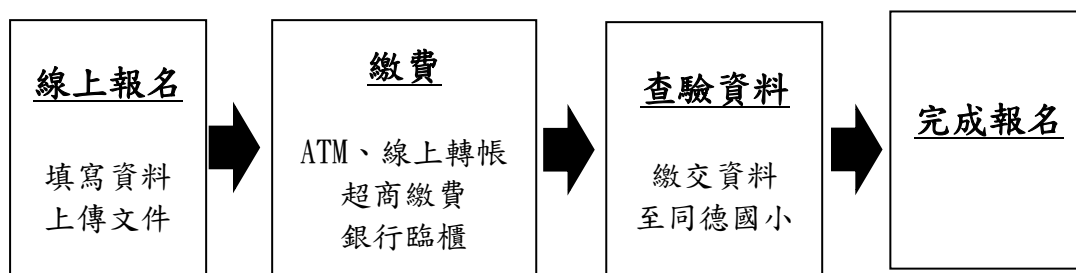 線上報名
填寫資料
上傳文件
繳費
ATM、線上轉帳
超商繳費
銀行臨櫃
查驗資料
繳交資料
至同德國小
完成報名